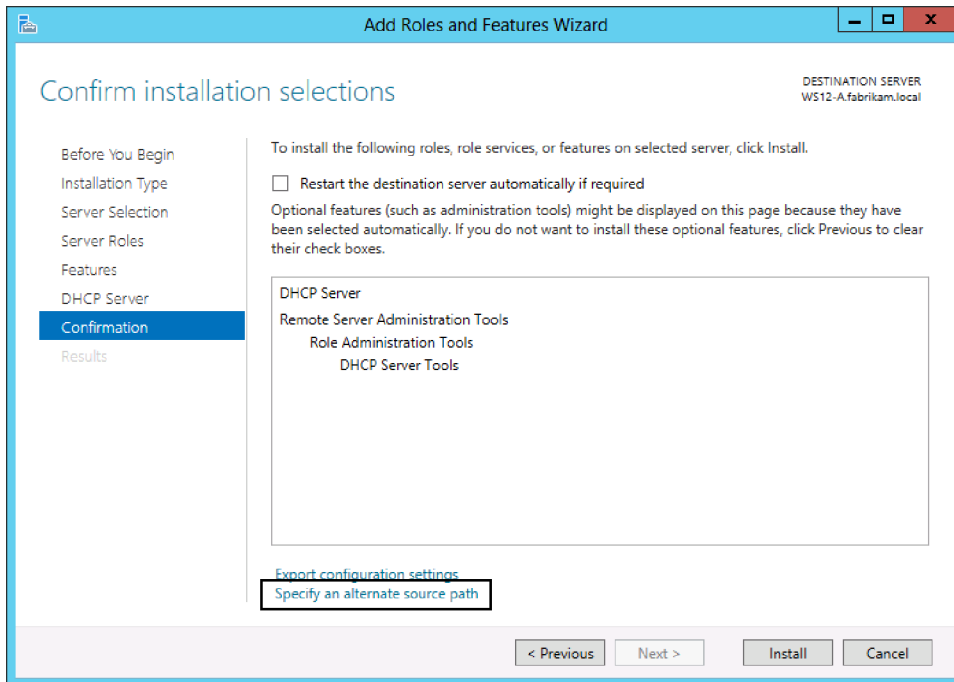 Add Roles and Features Wizard
X
Confirm installation selections
DESTINATION SERVER
WS12-A.fabrikam.local
Before You Begin
Installation Type
Server Selection
Server Roles
Features
DHCP Server
Confirmation
Results
To install the following roles, role services, or features on selected server, click Install.
Restart the destination server automatically if required
Optional features (such as administration tools) might be displayed on this page because they have
been selected automatically. If you do not want to install these optional features, click Previous to clear
their check boxes.
DHCP Server
Remote Server Administration Tools
Role Administration Tools
DHCP Server Tools
Export configuration settings
Specify an alternate source path
< Previous
Next >
Install
Cancel